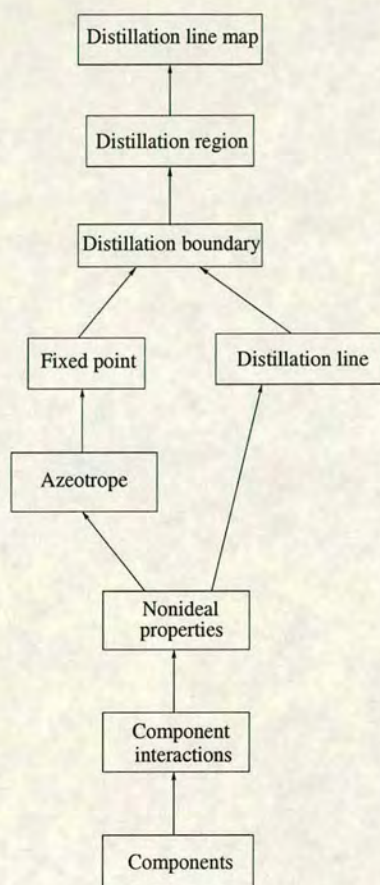 Distillation line map
Distillation region
Distillation boundary
Fixed point
Distillation line
Azeotrope
Nonideal
properties
Component
interactions
Components